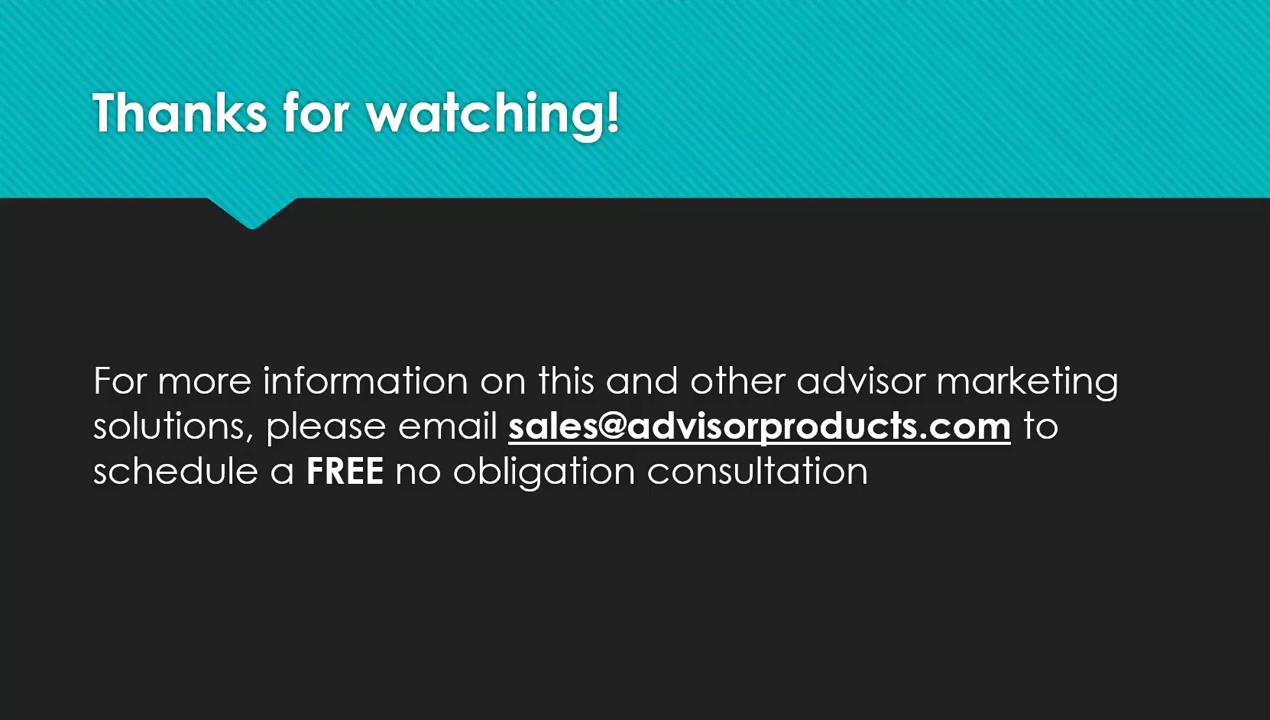 Thanks for watching!
For more information on this and other advisor marketing
solutions, please email sales@advisorproducts.com to
schedule a FREE no obligation consultation